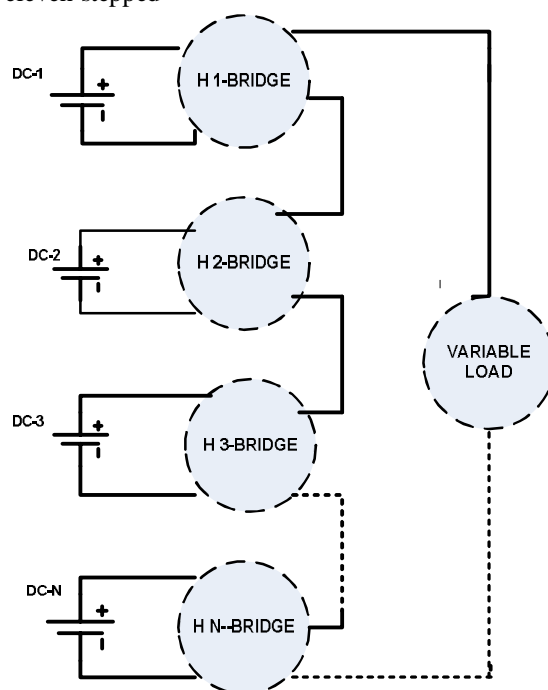 eleven stepped
DC-1
+
H 1-BRIDGE
DC-2
+
H 2-BRIDGE
VARIABLE
LOAD
DC-3
+
H 3-BRIDGE
DC-N
+
H N--BRIDGE